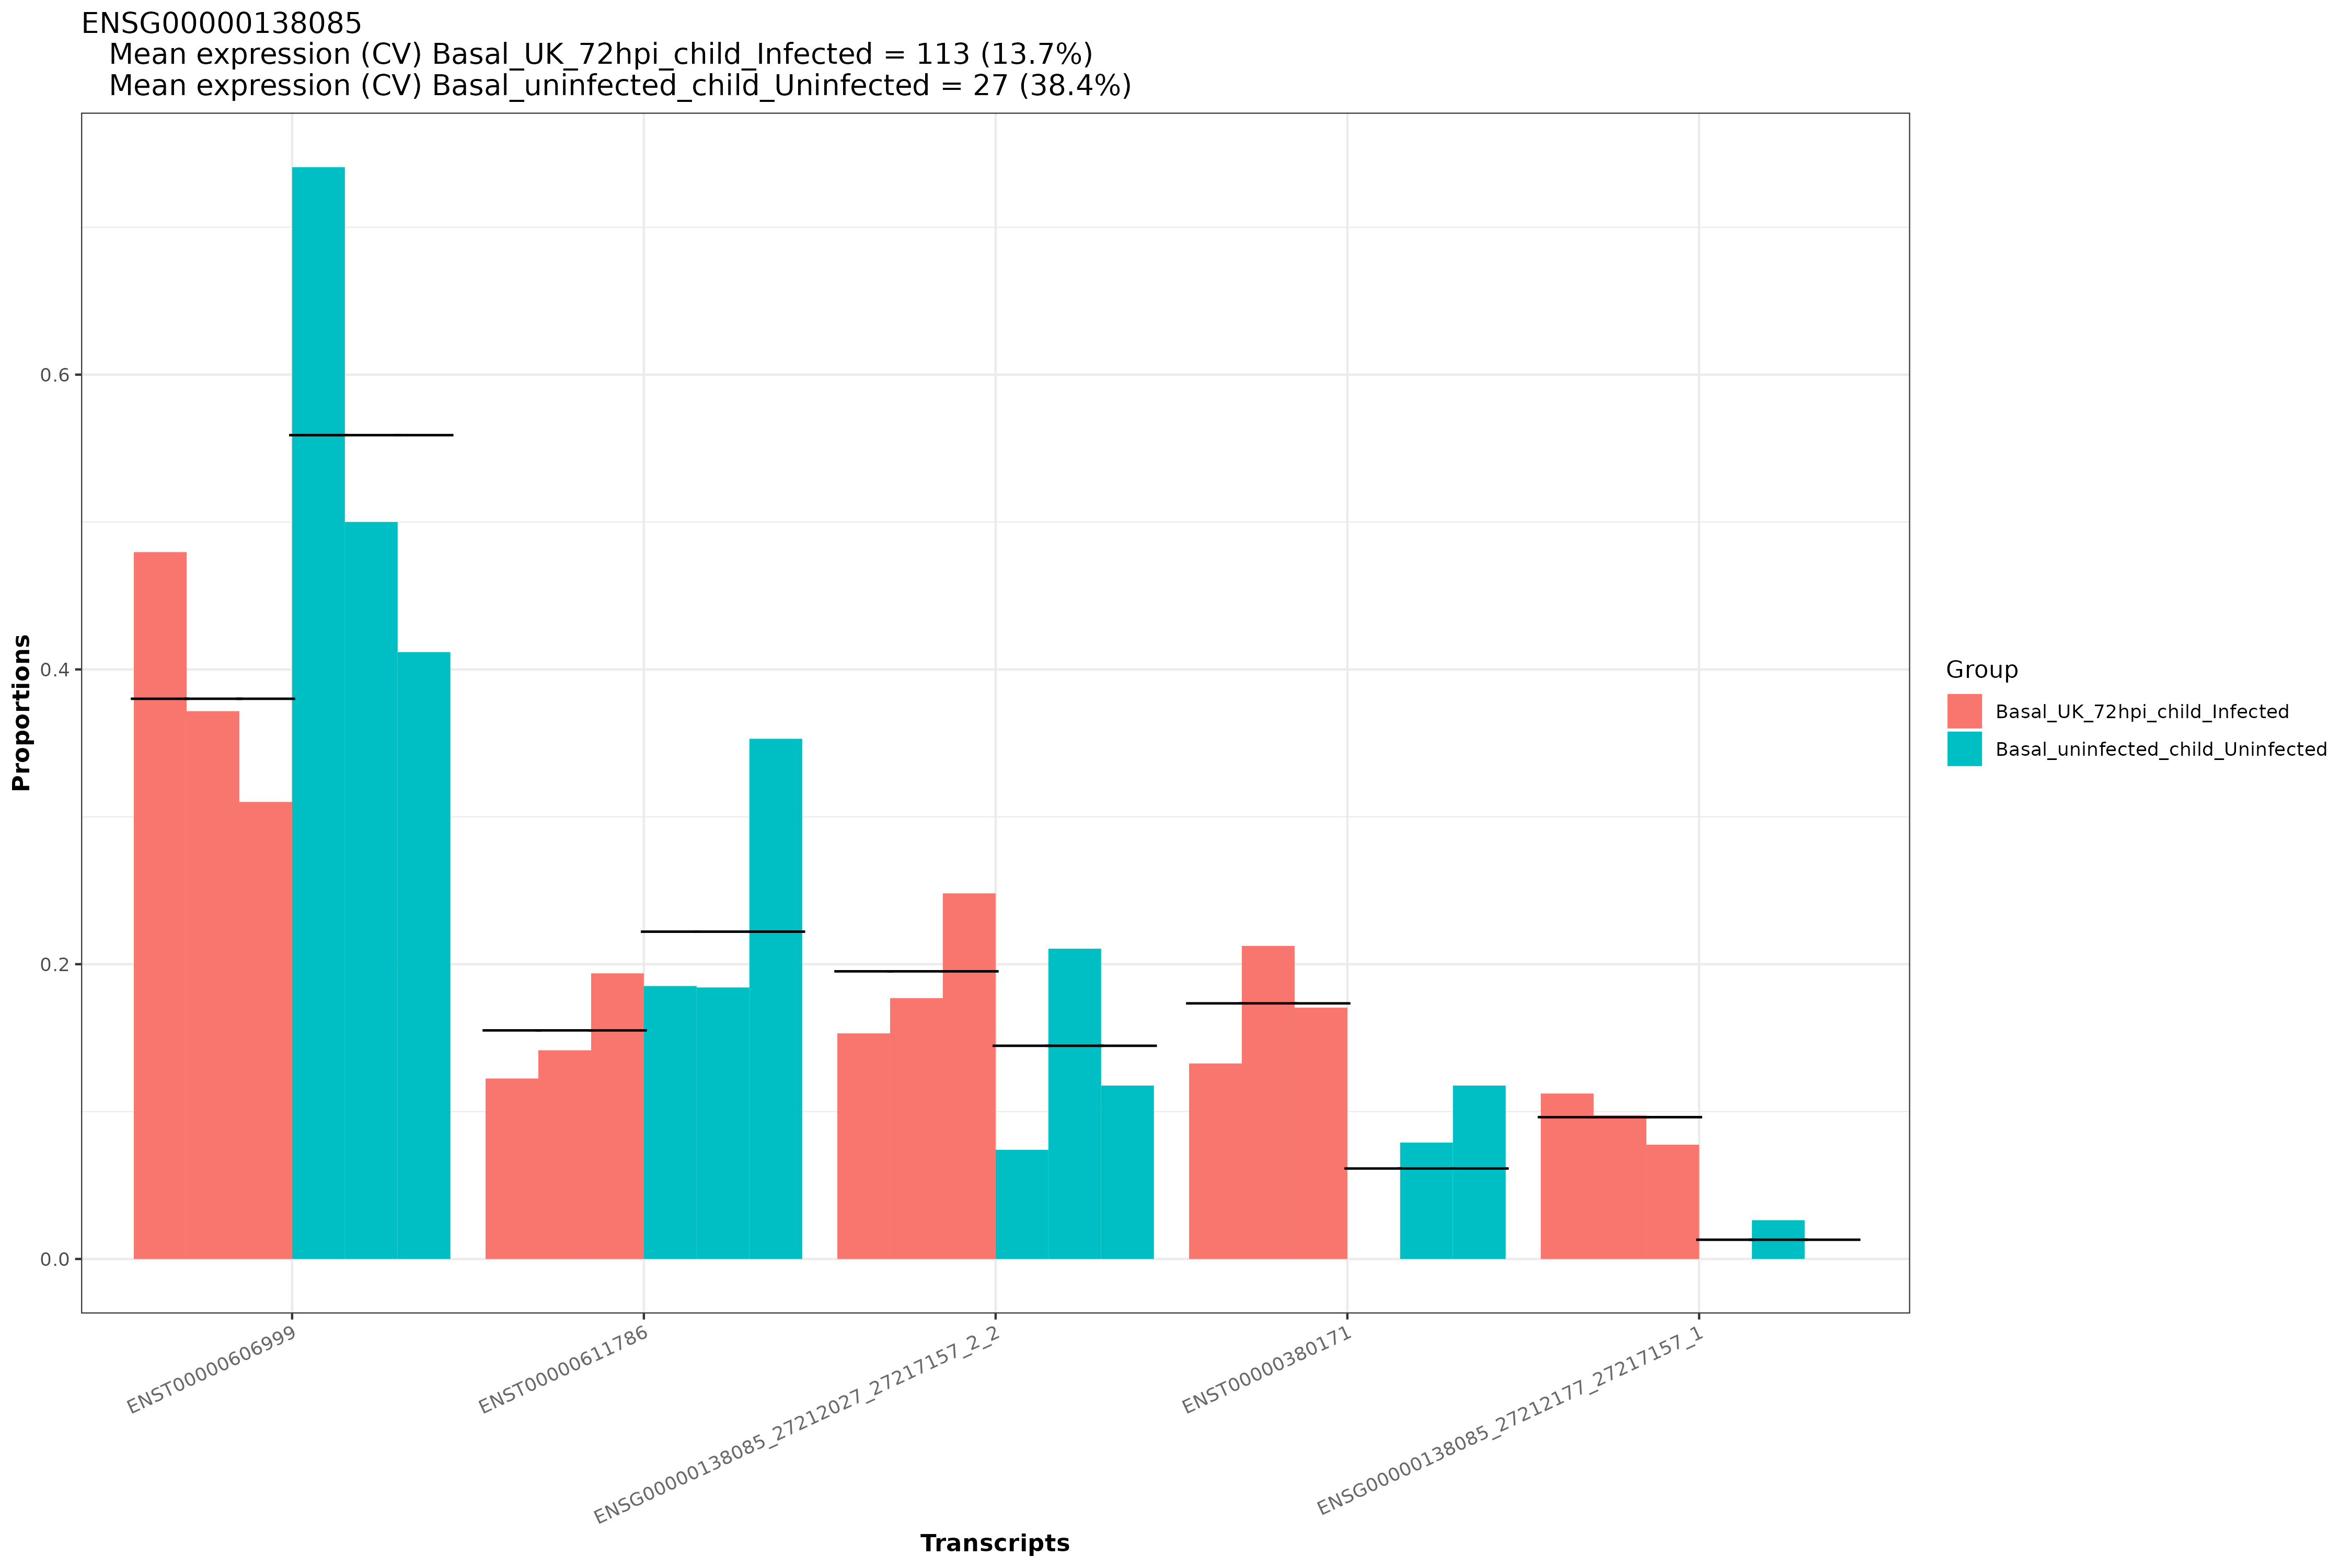 ENSG00000138085
Mean expression (CV) Basal_UK_72hpi_child_Infected = 113 (13.7%)
Mean expression (CV) Basal_uninfected_child_Uninfected = 27 (38.4%)
Proportions
0.6
0.4
0.2
0.0
Group
Basal_UK_72hpi_child_Infected
Basal_uninfected_child_Uninfected
ENST00000606999
ENST00000611786
ENSG00000138085_27212027_27217157_2_2
ENST00000380171
ENSG00000138085_27212177_27217157_1
Transcripts